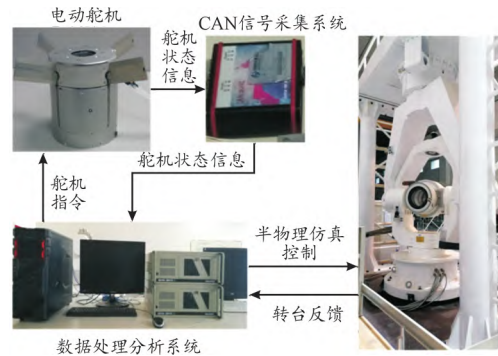 电动舵机
CAN信号采集系统
舵机
状态
信息
舵机状态信息
舵机
指令
半物理仿真
控制
转台反馈
数据处理分析系统